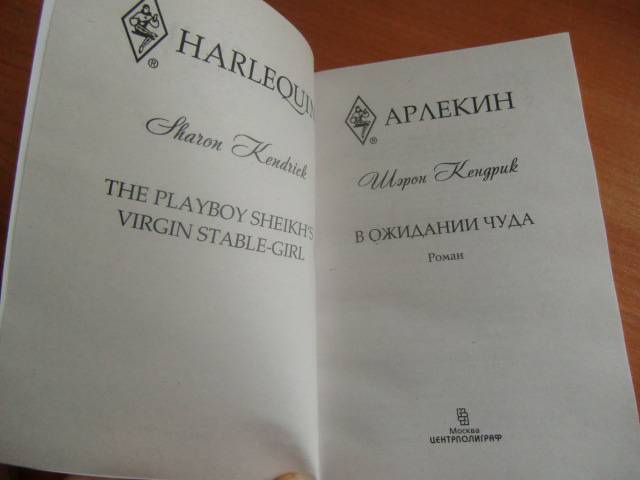 HARLEQUIN
®
Sharon Kendrick
THE PLAYBOY SHEIKH'S
VIRGIN STABLE-GIRL
АРЛЕКИН
®
Шэрон Кендрик
В ОЖИДАНИИ ЧУДА
Роман
Москва
ЦЕНТРПОЛИГРАФ